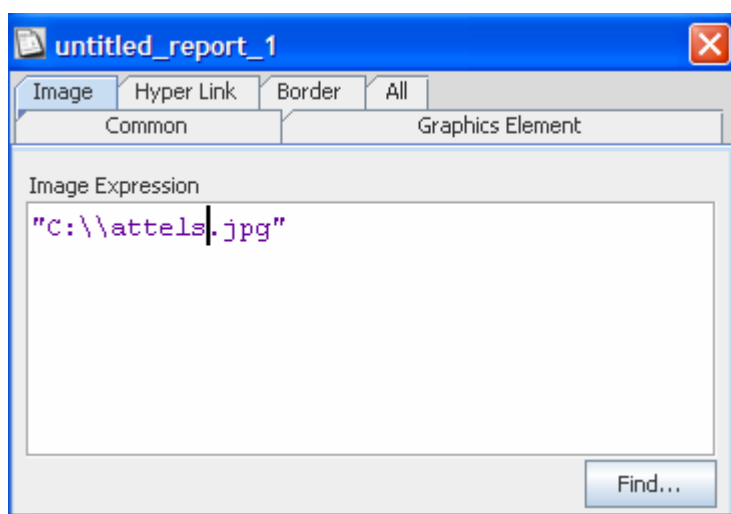 untitled_report_1
Image Hyper Link Border All
Common Graphics Element
Image Expression
"C:\\attels.jpg"
Find...